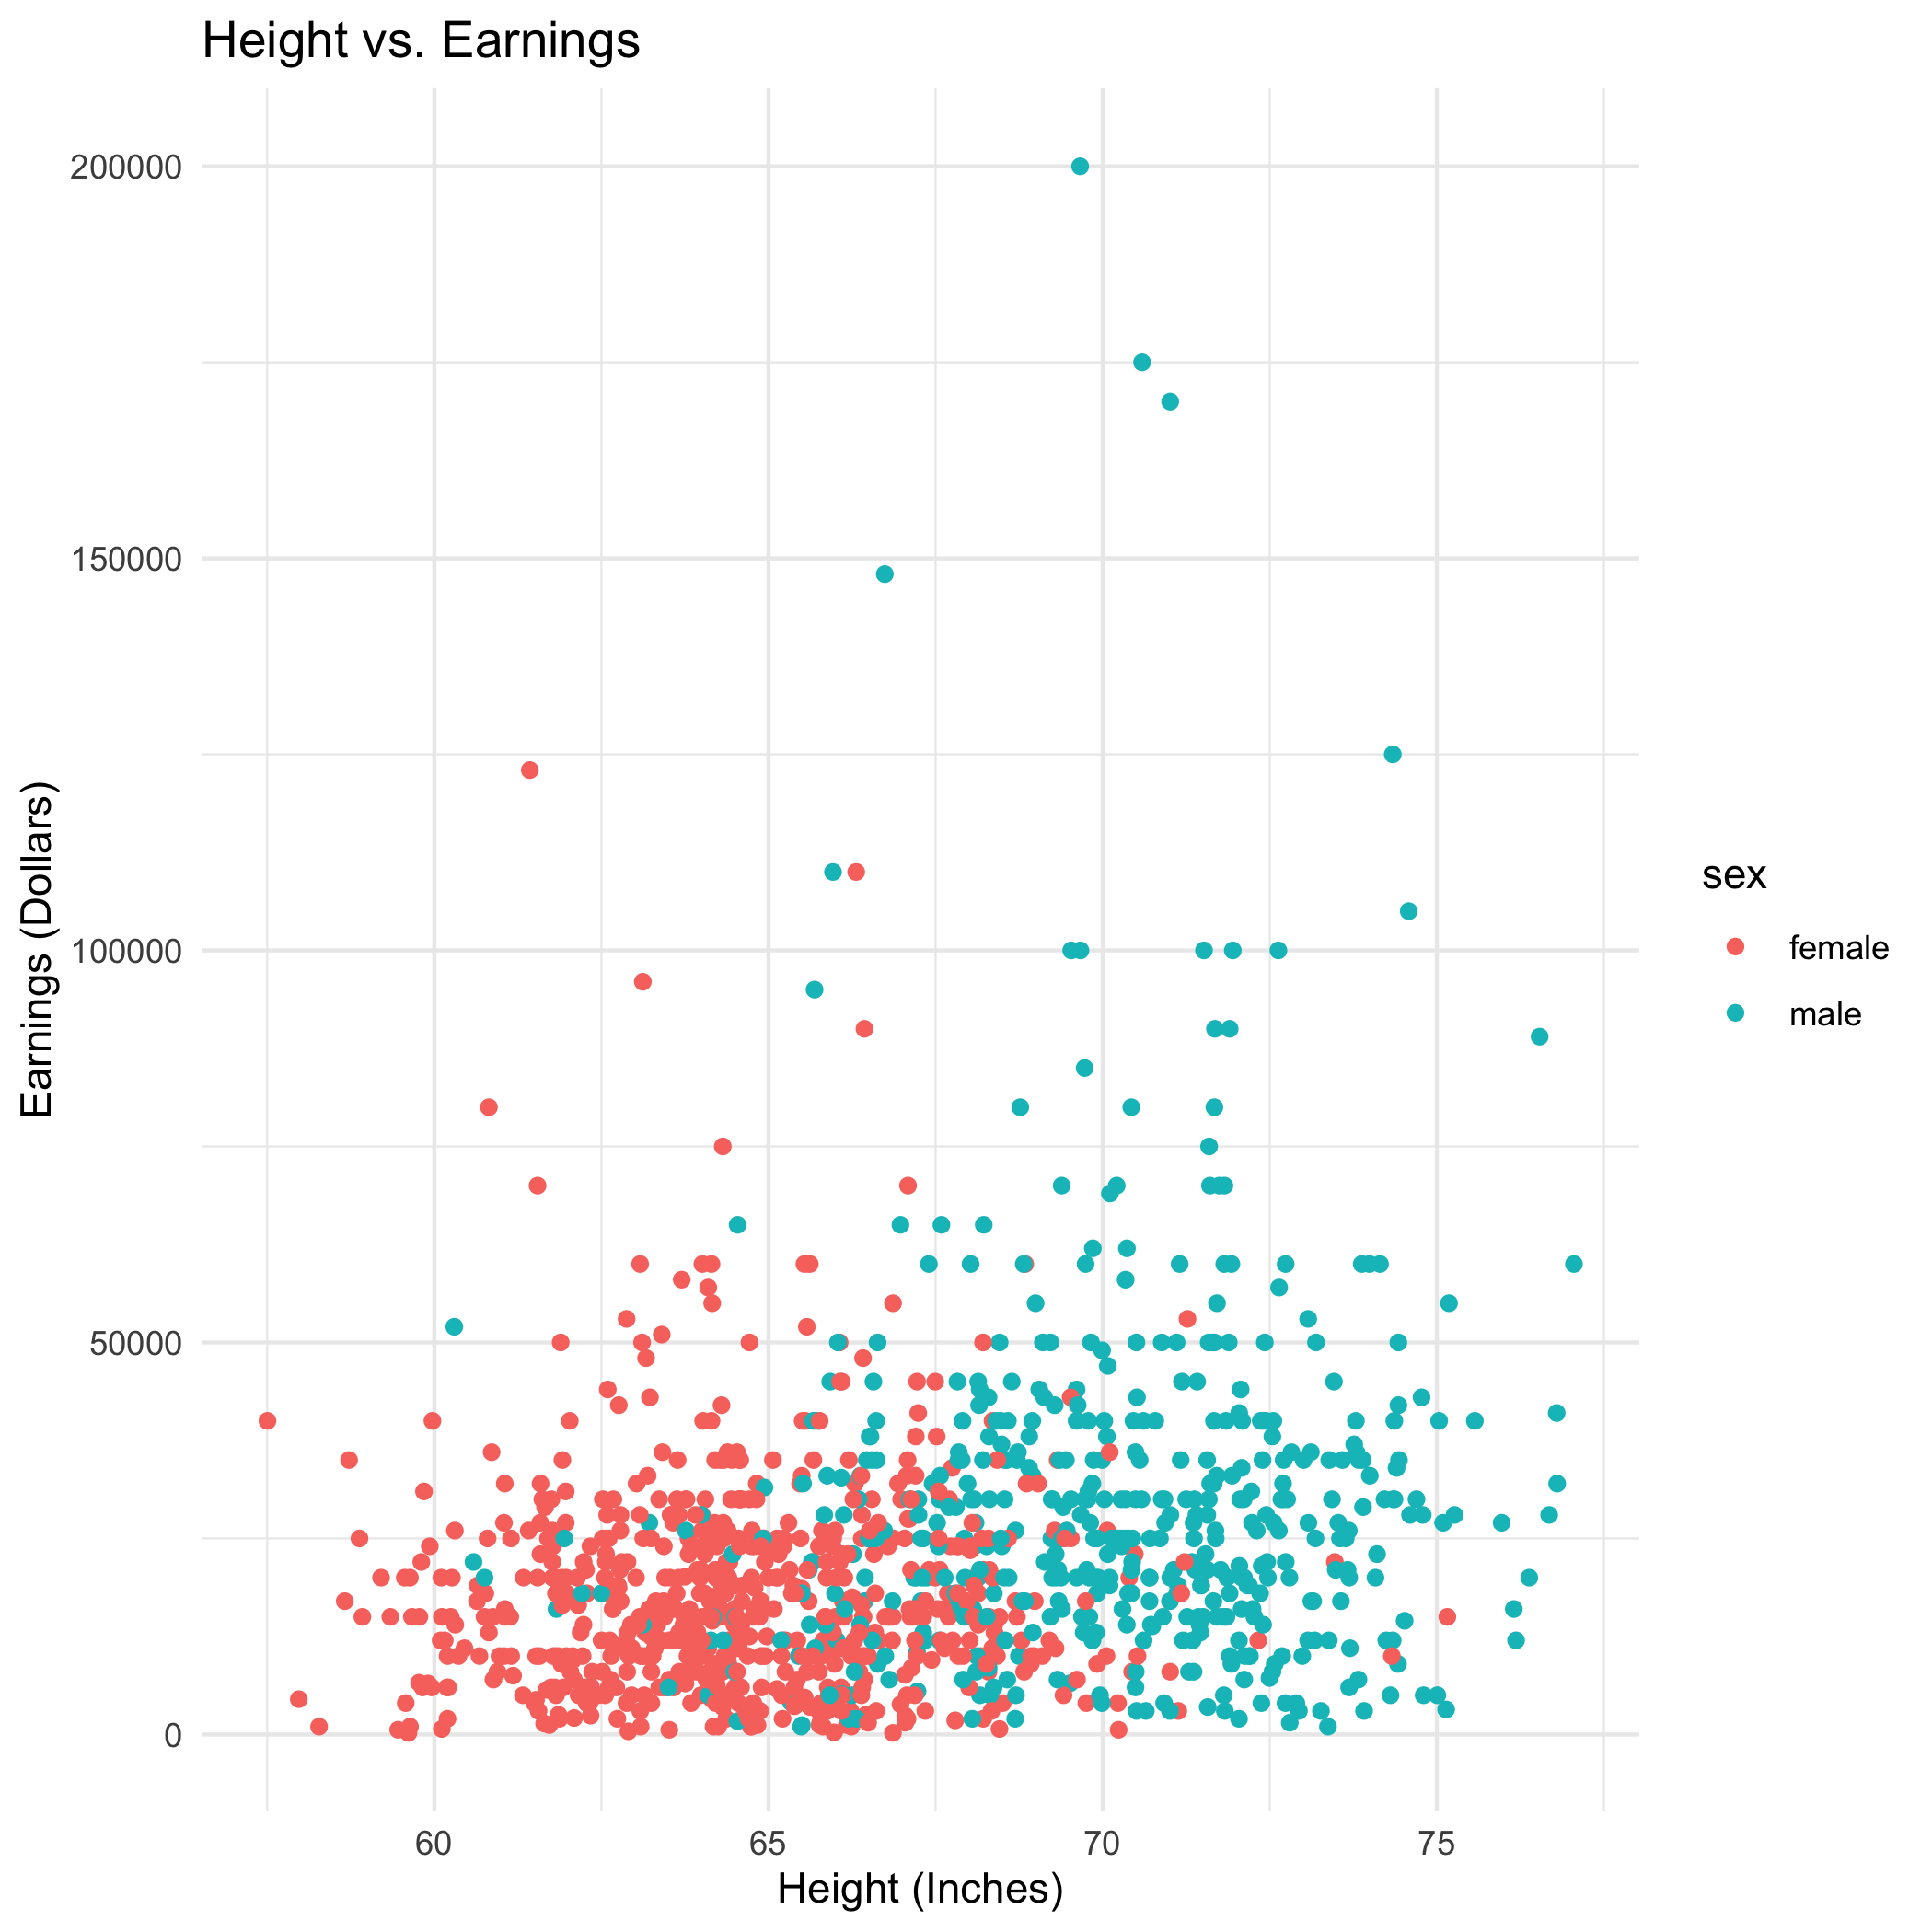 Height vs. Earnings
200000
150000
100000
50000
0
Earnings (Dollars)
60 65 70 75
Height (Inches)
sex
female
male